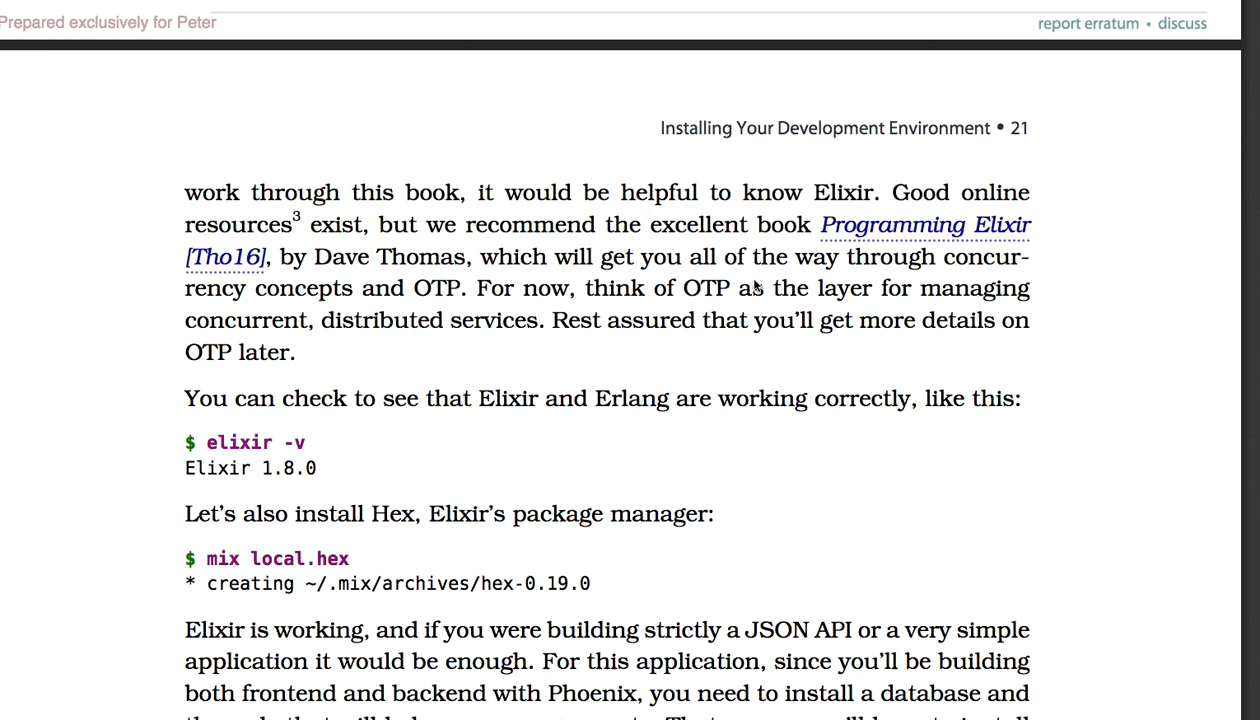 Prepared exclusively for Peter
report erratum • discuss
Installing Your Development Environment • 21
work through this book, it would be helpful to know Elixir. Good online
resources³ exist, but we recommend the excellent book Programming Elixir
[Tho16], by Dave Thomas, which will get you all of the way through concur-
rency concepts and OTP. For now, think of OTP as the layer for managing
concurrent, distributed services. Rest assured that you’ll get more details on
OTP later.
You can check to see that Elixir and Erlang are working correctly, like this:
$ elixir -v
Elixir 1.8.0
Let’s also install Hex, Elixir’s package manager:
$ mix local.hex
* creating ~/.mix/archives/hex-0.19.0
Elixir is working, and if you were building strictly a JSON API or a very simple
application it would be enough. For this application, since you’ll be building
both frontend and backend with Phoenix, you need to install a database and